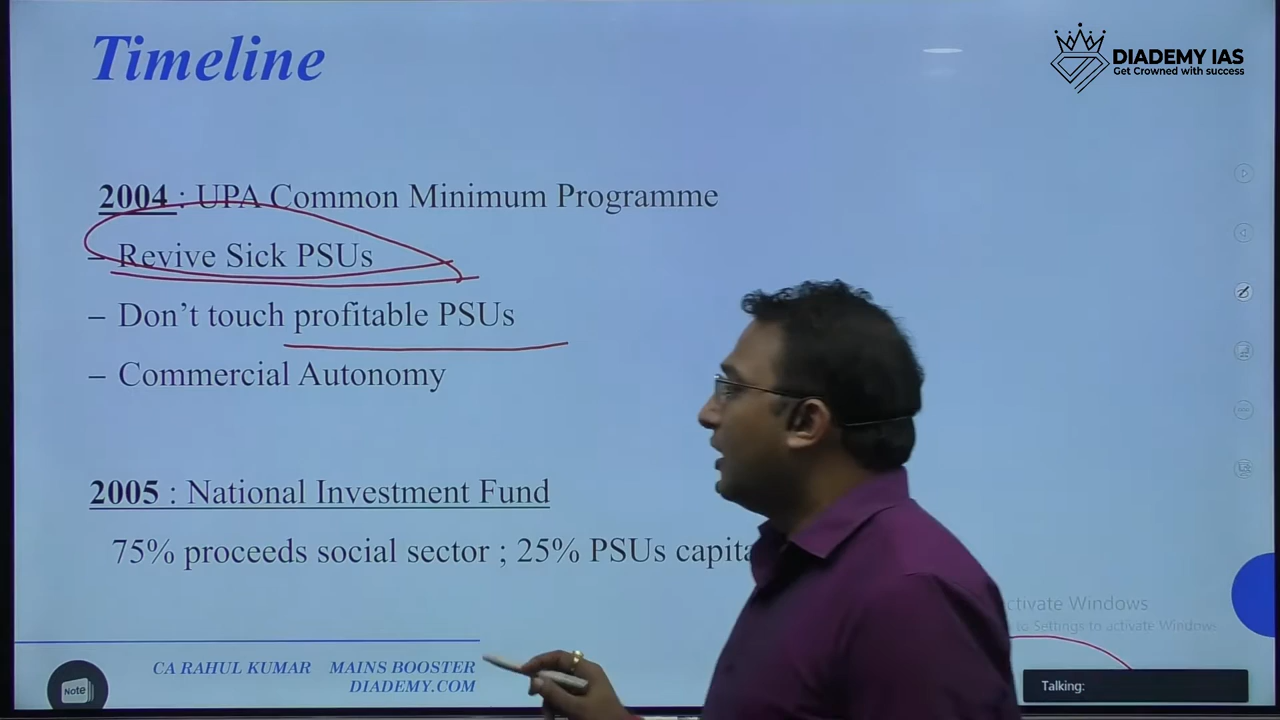 Timeline
DIADEMY IAS
Get Crowned with success
2004 : UPA Common Minimum Programme
– Revive Sick PSUs
– Don’t touch profitable PSUs
– Commercial Autonomy
2005 : National Investment Fund
75% proceeds social sector ; 25% PSUs
Activate Windows
to Settings to activate Windows.
CA RAHUL KUMAR MAINS BOOSTER
DIADEMY.COM
Note
Talking: